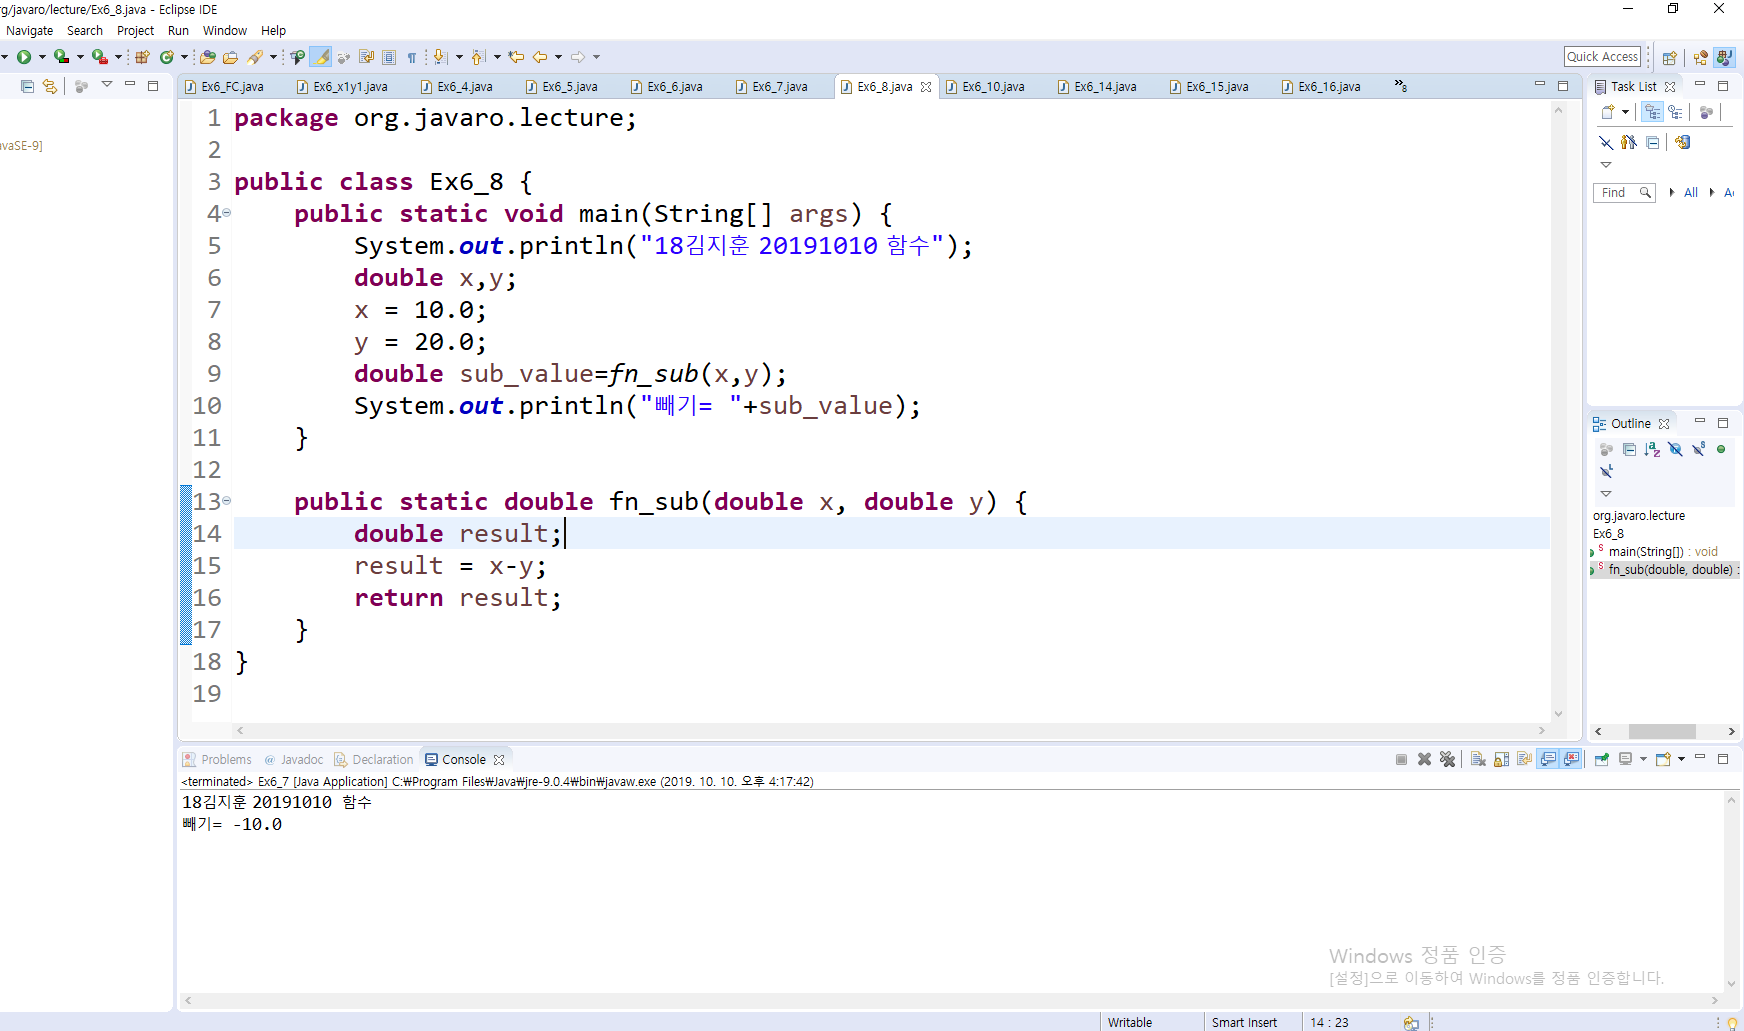 rg/javaro/lecture/Ex6_8.java - Eclipse IDE
Navigate Search Project Run Window Help
Quick Access
Ex6_FC.java Ex6_x1y1.java Ex6_4.java Ex6_5.java Ex6_6.java Ex6_7.java Ex6_8.java Ex6_10.java Ex6_14.java Ex6_15.java Ex6_16.java »8
Task List
vaSE-9]
Find All Ac
1 package org.javaro.lecture;
2
3 public class Ex6_8 {
4 public static void main(String[] args) {
5 System.out.println("18김지훈 20191010 함수");
6 double x,y;
7 x = 10.0;
8 y = 20.0;
9 double sub_value=fn_sub(x,y);
10 System.out.println("빼기= "+sub_value);
11 }
12
13 public static double fn_sub(double x, double y) {
14 double result;
15 result = x-y;
16 return result;
17 }
18 }
19
Outline
org.javaro.lecture
Ex6_8
S main(String[]) : void
S fn_sub(double, double) :
Problems @ Javadoc Declaration Console
<terminated> Ex6_7 [Java Application] C:₩Program Files₩Java₩jre-9.0.4₩bin₩javaw.exe (2019. 10. 10. 오후 4:17:42)
18김지훈 20191010 함수
빼기= -10.0
Windows 정품 인증
[설정]으로 이동하여 Windows를 정품 인증합니다.
Writable Smart Insert 14 : 23